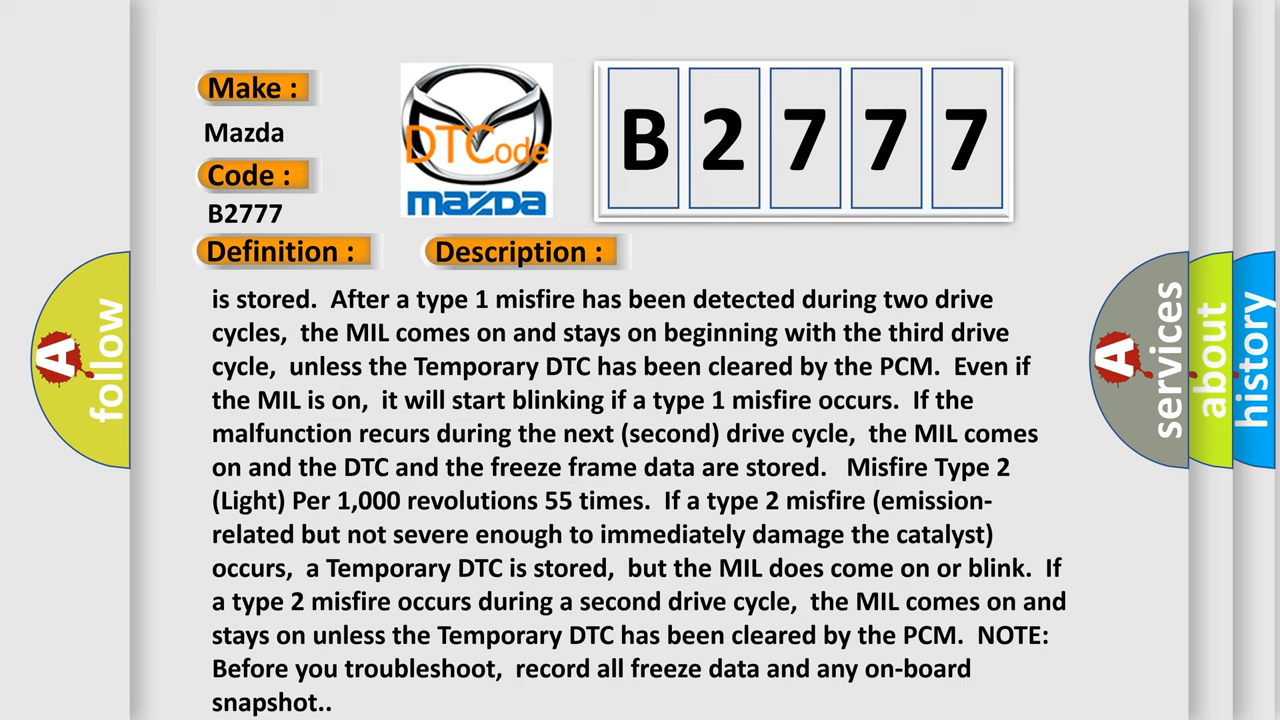 Make :
Mazda
Code :
B2777
DTCode
mazda
B2777
Definition :
Description :
is stored. After a type 1 misfire has been detected during two drive
cycles, the MIL comes on and stays on beginning with the third drive
cycle, unless the Temporary DTC has been cleared by the PCM. Even if
the MIL is on, it will start blinking if a type 1 misfire occurs. If the
malfunction recurs during the next (second) drive cycle, the MIL comes
on and the DTC and the freeze frame data are stored. Misfire Type 2
(Light) Per 1,000 revolutions 55 times. If a type 2 misfire (emission-
related but not severe enough to immediately damage the catalyst)
occurs, a Temporary DTC is stored, but the MIL does come on or blink. If
a type 2 misfire occurs during a second drive cycle, the MIL comes on and
stays on unless the Temporary DTC has been cleared by the PCM. NOTE:
Before you troubleshoot, record all freeze data and any on-board
snapshot..
A follow
A services
about
history